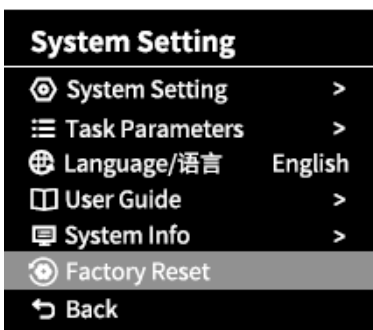 System Setting
System Setting >
Task Parameters >
Language/语言 English
User Guide >
System Info >
Factory Reset
Back